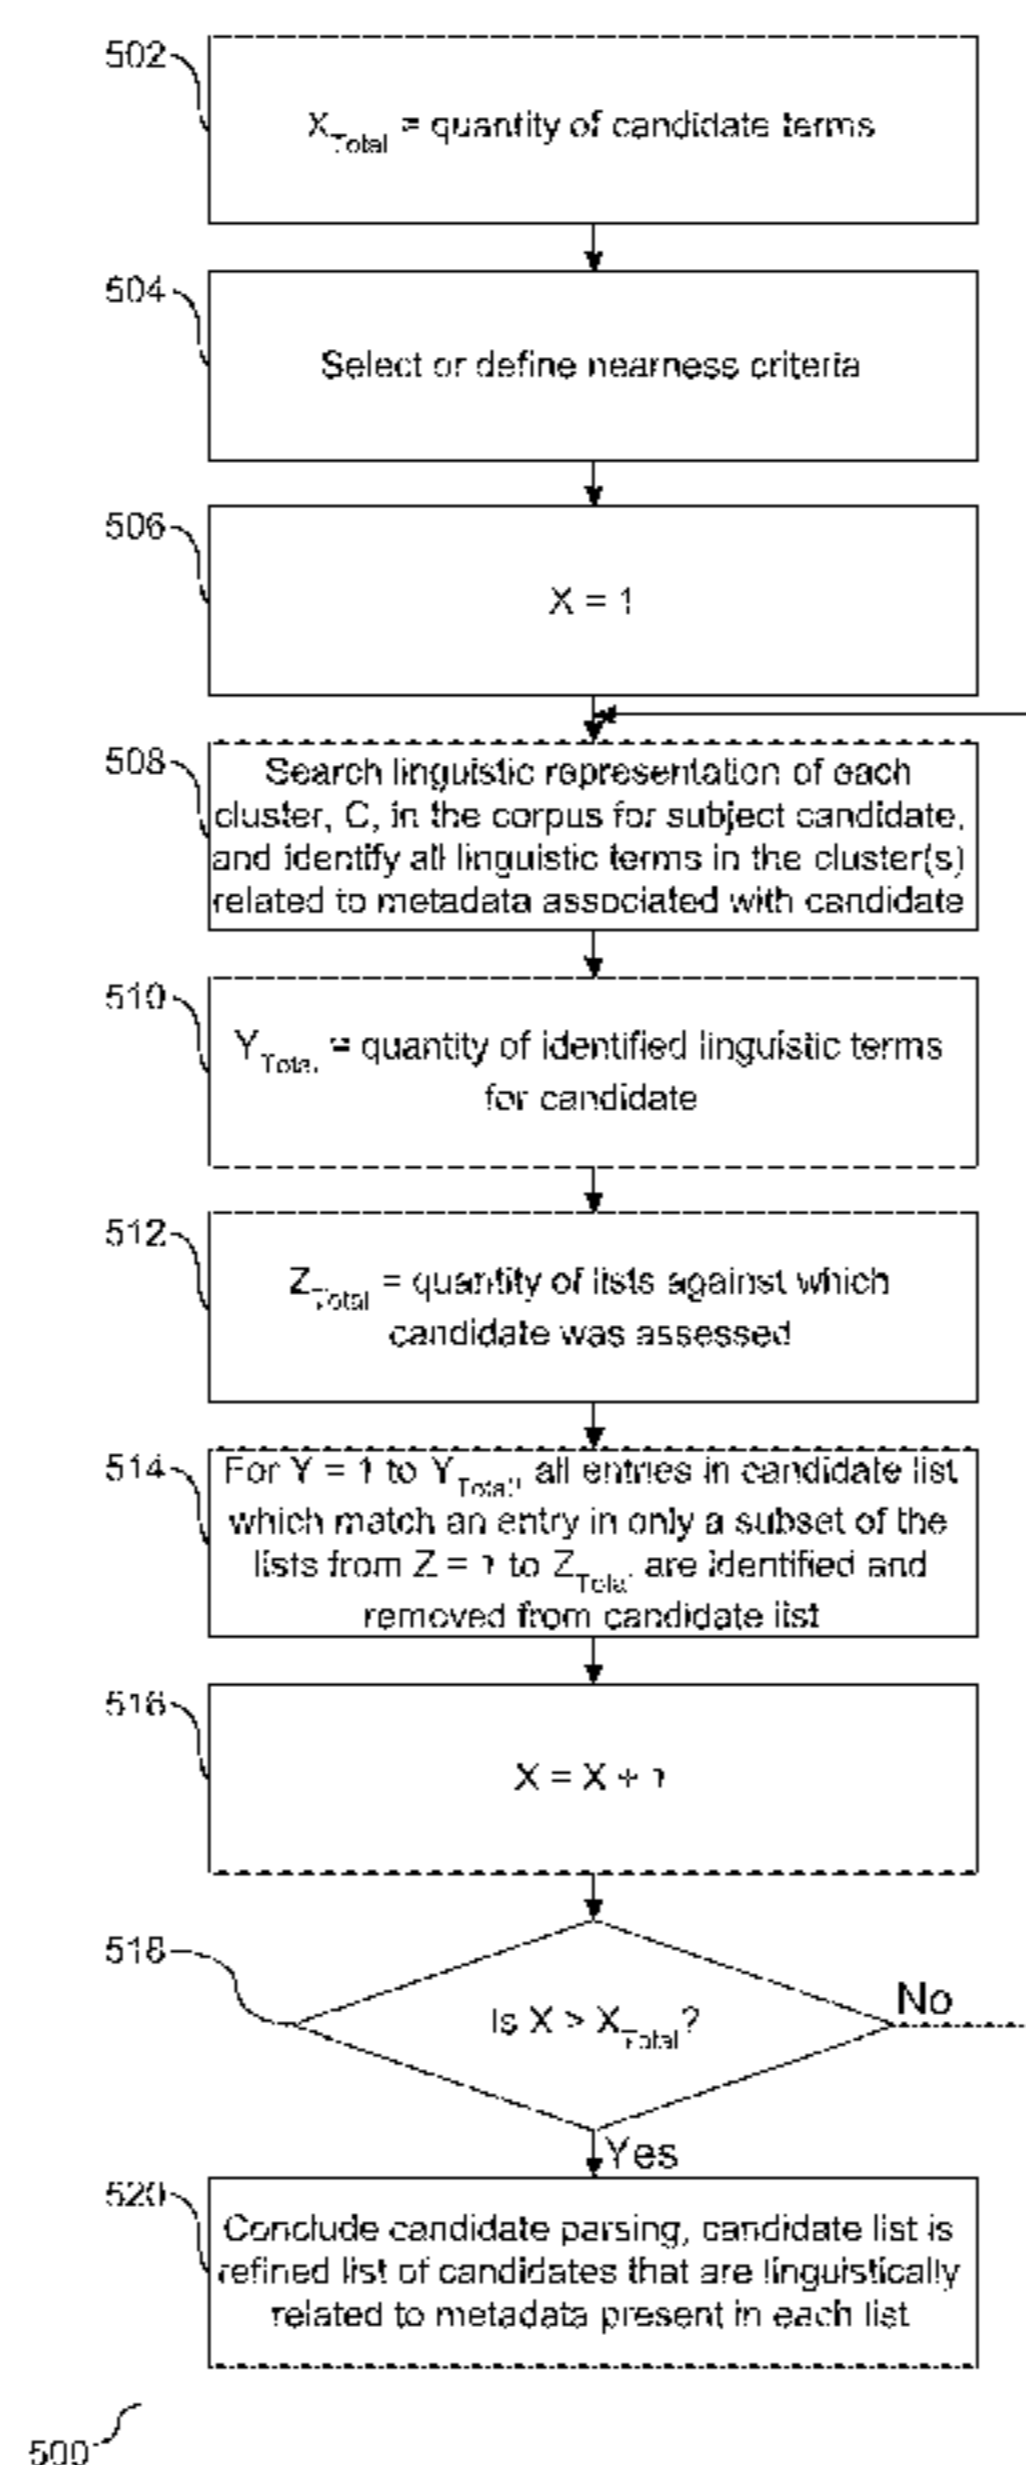 502
X_Total = quantity of candidate terms
504
Select or define nearness criteria
506
X = 1
508
Search linguistic representation of each
cluster, C, in the corpus for subject candidate,
and identify all linguistic terms in the cluster(s)
related to metadata associated with candidate
510
Y_Total = quantity of identified linguistic terms
for candidate
512
Z_Total = quantity of lists against which
candidate was assessed
514
For Y = 1 to Y_Total, all entries in candidate list
which match an entry in only a subset of the
lists from Z = 1 to Z_Total are identified and
removed from candidate list
516
X = X + 1
518
Is X > X_Total?
No
Yes
520
Conclude candidate parsing, candidate list is
refined list of candidates that are linguistically
related to metadata present in each list
500